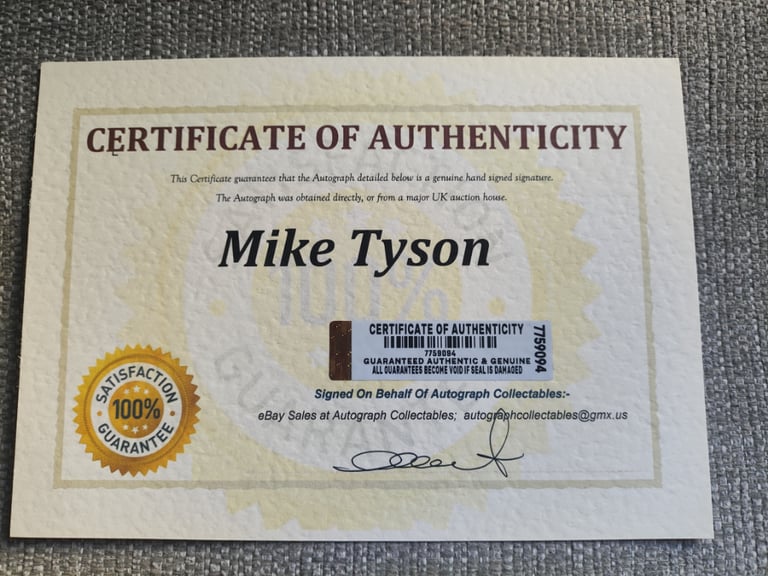 CERTIFICATE OF AUTHENTICITY
This Certificate guarantees that the Autograph detailed below is a genuine hand signed signature.
The Autograph was obtained directly, or from a major UK auction house.
Mike Tyson
100%
GUARANTEE
CERTIFICATE OF AUTHENTICITY
7759094
GUARANTEED AUTHENTIC & GENUINE
ALL GUARANTEES BECOME VOID IF SEAL IS DAMAGED
7759094
SATISFACTION
100%
GUARANTEE
Signed On Behalf Of Autograph Collectables:-
eBay Sales at Autograph Collectables; autographcollectables@gmx.us